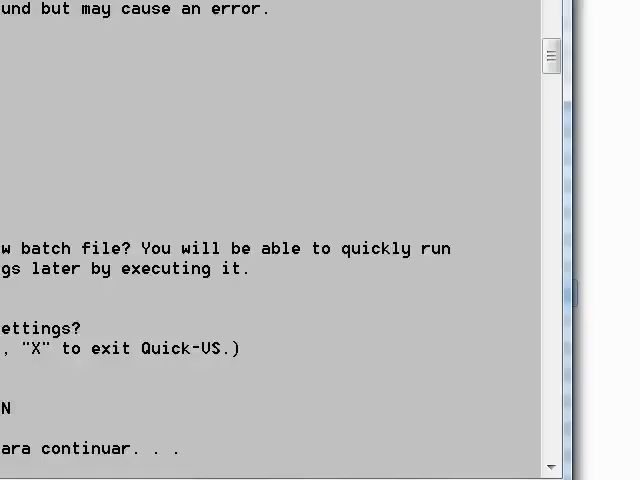 und but may cause an error.
w batch file? You will be able to quickly run
gs later by executing it.
ettings?
, "X" to exit Quick-VS.)
N
ara continuar. . .